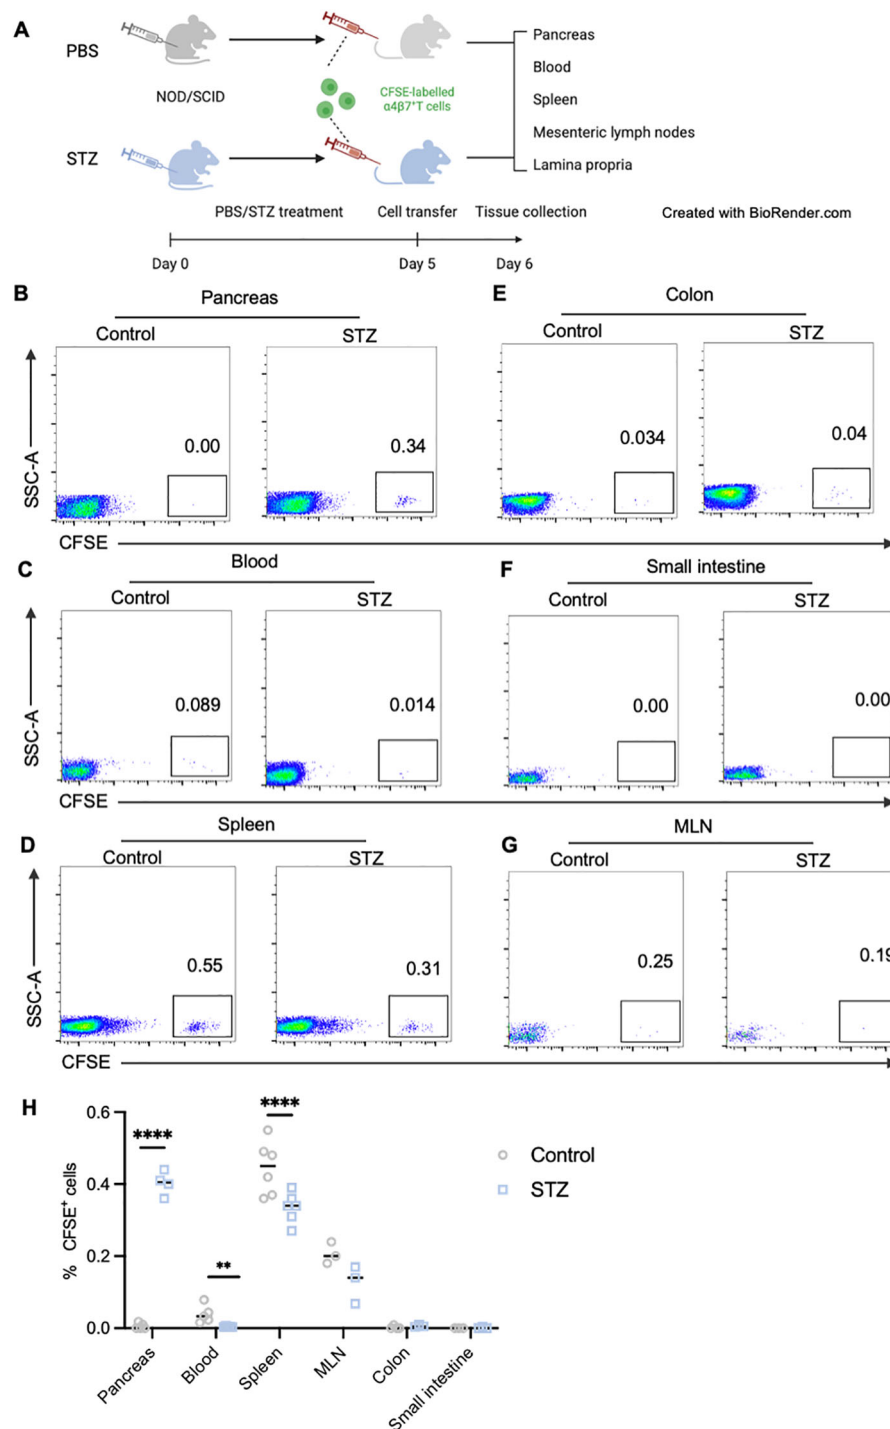 A
PBS
NOD/SCID
CFSE-labelled
α4β7⁺T cells
Pancreas
Blood
Spleen
Mesenteric lymph nodes
Lamina propria
STZ
PBS/STZ treatment Cell transfer Tissue collection
Created with BioRender.com
Day 0 Day 5 Day 6
B Pancreas
Control STZ
0.00 0.34
SSC-A
CFSE
E Colon
Control STZ
0.034 0.04
C Blood
Control STZ
0.089 0.014
SSC-A
CFSE
F Small intestine
Control STZ
0.00 0.00
D Spleen
Control STZ
0.55 0.31
SSC-A
CFSE
G MLN
Control STZ
0.25 0.19
H
% CFSE⁺ cells
0.6
0.4
0.2
0.0
****
**
****
Pancreas
Blood
Spleen
MLN
Colon
Small intestine
Control
STZ